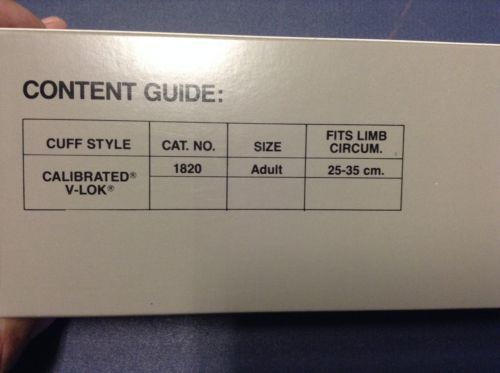 CONTENT GUIDE:
CUFF STYLE CAT. NO. SIZE FITS LIMB CIRCUM.
CALIBRATED® V-LOK® 1820 Adult 25-35 cm.